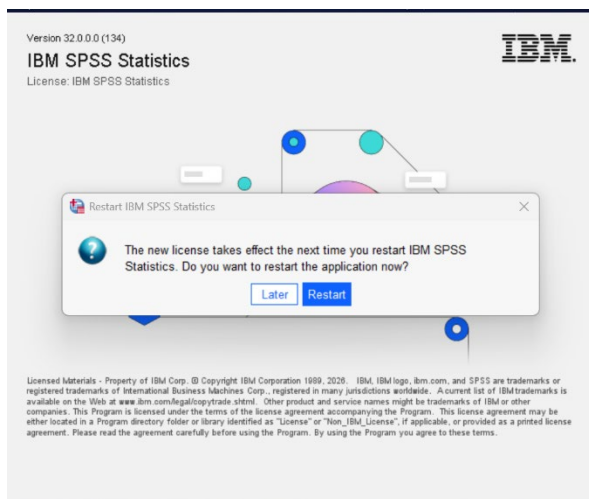 Version 32.0.0.0 (134)
IBM SPSS Statistics
License: IBM SPSS Statistics
IBM.
Restart IBM SPSS Statistics
The new license takes effect the next time you restart IBM SPSS
Statistics. Do you want to restart the application now?
Later Restart
Licensed Materials - Property of IBM Corp. © Copyright IBM Corporation 1989, 2026. IBM, IBM logo, ibm.com, and SPSS are trademarks or
registered trademarks of International Business Machines Corp., registered in many jurisdictions worldwide. A current list of IBM trademarks is
available on the Web at www.ibm.com/legal/copytrade.shtml. Other product and service names might be trademarks of IBM or other
companies. This Program is licensed under the terms of the license agreement accompanying the Program. This license agreement may be
either located in a Program directory folder or library identified as "License" or "Non_IBM_License", if applicable, or provided as a printed license
agreement. Please read the agreement carefully before using the Program. By using the Program you agree to these terms.